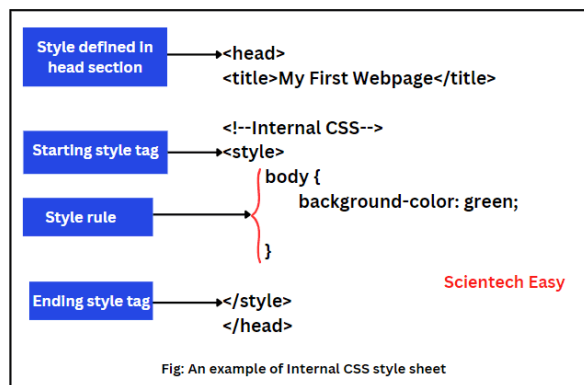 Style defined in
head section
<head>
<title>My First Webpage</title>
<!--Internal CSS-->
Starting style tag
<style>
body {
background-color: green;
Style rule
}
Scientech Easy
Ending style tag
</style>
</head>
Fig: An example of Internal CSS style sheet